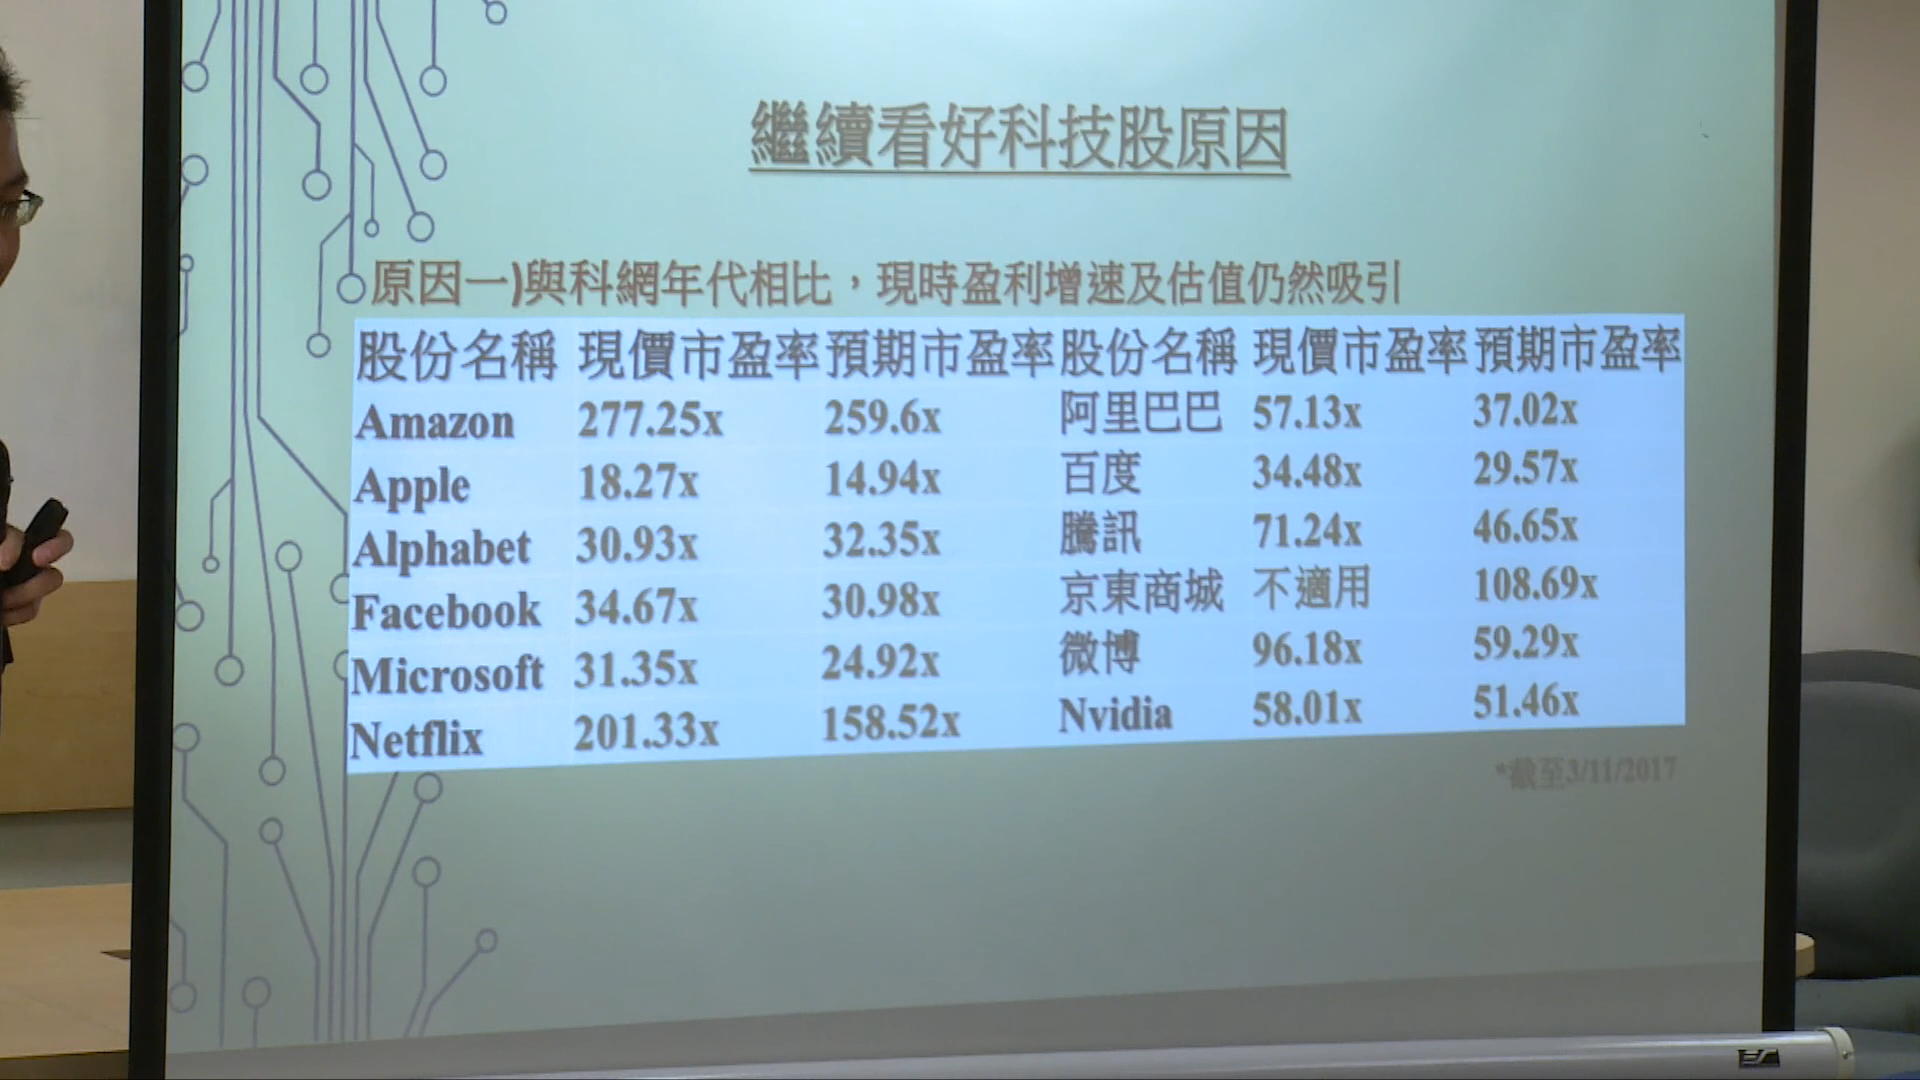 繼續看好科技股原因
原因一)與科網年代相比，現時盈利增速及估值仍然吸引
股份名稱 現價市盈率 預期市盈率 股份名稱 現價市盈率 預期市盈率
Amazon 277.25x 259.6x 阿里巴巴 57.13x 37.02x
Apple 18.27x 14.94x 百度 34.48x 29.57x
Alphabet 30.93x 32.35x 騰訊 71.24x 46.65x
Facebook 34.67x 30.98x 京東商城 不適用 108.69x
Microsoft 31.35x 24.92x 微博 96.18x 59.29x
Netflix 201.33x 158.52x Nvidia 58.01x 51.46x
*截至3/11/2017